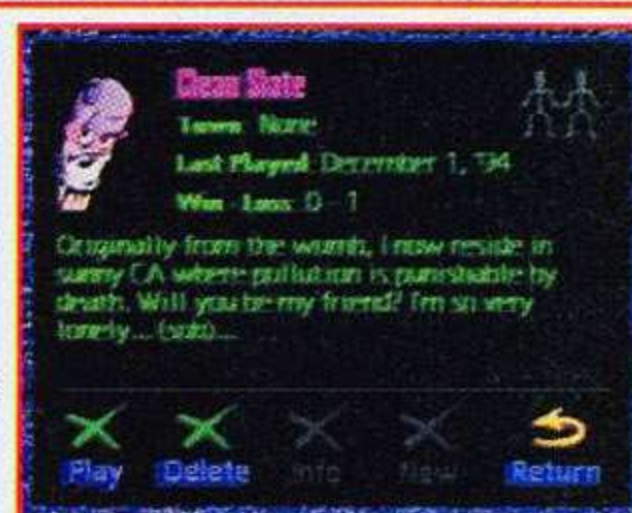 Clean Slate
Town None
Last Played December 1, '94
Win - Loss 0 - 1
Originally from the womb, I now reside in
sunny CA where pollution is punishable by
death. Will you be my friend? I'm so very
lonely... (sob)...
Play Delete Info New Return